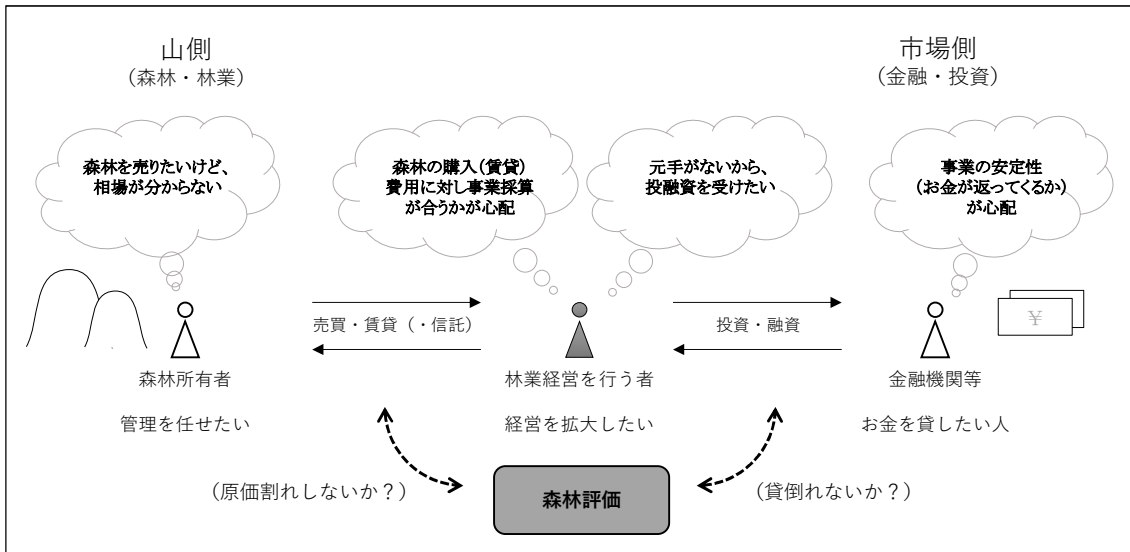 山側
（森林・林業）
市場側
（金融・投資）
森林を売りたいけど、
相場が分からない
森林の購入（賃貸）
費用に対し事業採算
が合うかが心配
元手がないから、
投融資を受けたい
事業の安定性
（お金が返ってくるか）
が心配
売買・賃貸（・信託）
投資・融資
¥
森林所有者
林業経営を行う者
金融機関等
管理を任せたい
経営を拡大したい
お金を貸したい人
（原価割れしないか？）
森林評価
（貸倒れないか？）